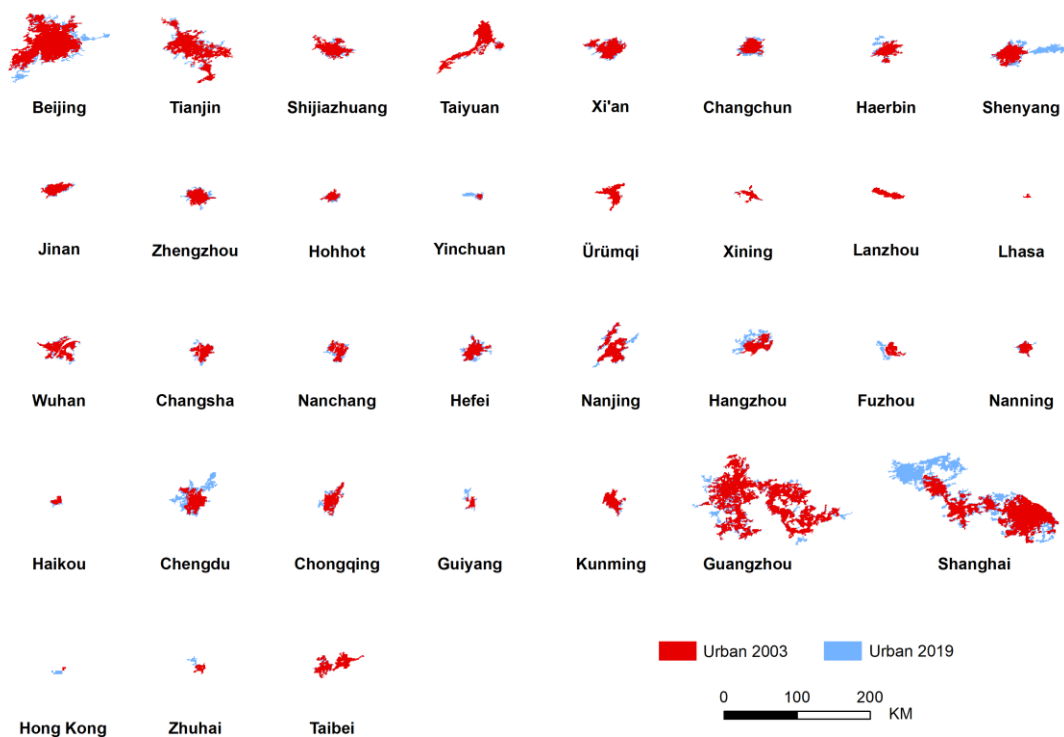 Beijing Tianjin Shijiazhuang Taiyuan Xi'an Changchun Haerbin Shenyang
Jinan Zhengzhou Hohhot Yinchuan Ürümqi Xining Lanzhou Lhasa
Wuhan Changsha Nanchang Hefei Nanjing Hangzhou Fuzhou Nanning
Haikou Chengdu Chongqing Guiyang Kunming Guangzhou Shanghai
Urban 2003 Urban 2019
0 100 200
KM
Hong Kong Zhuhai Taibei